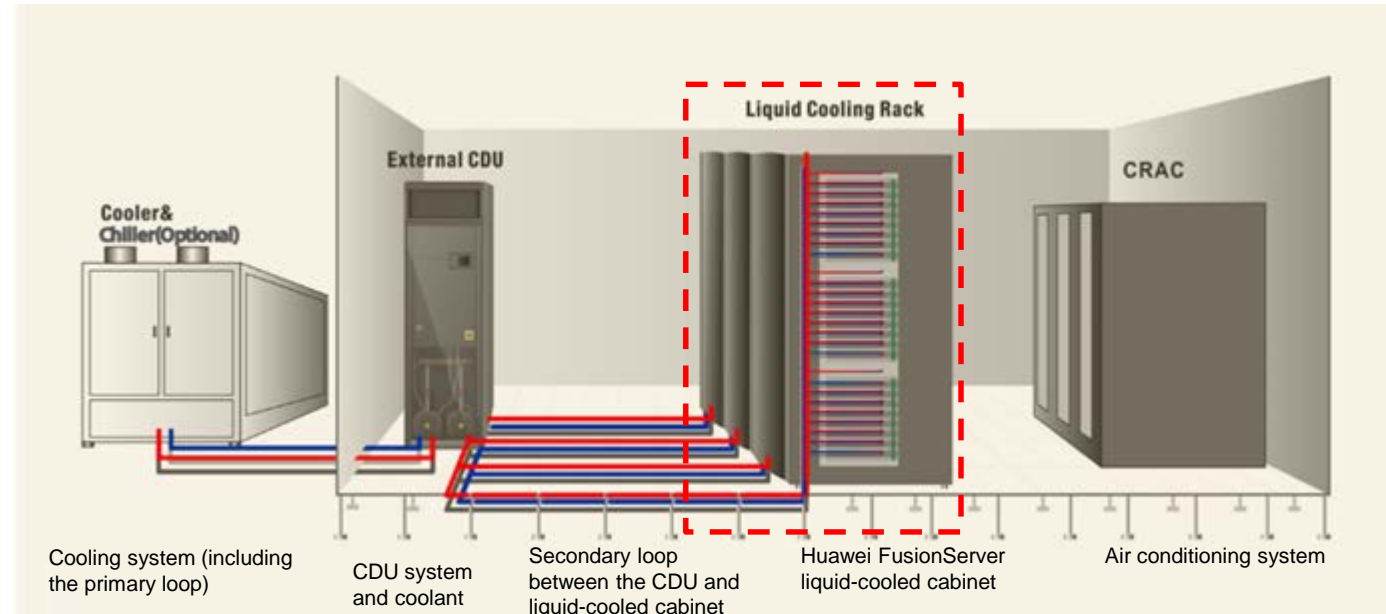 Liquid Cooling Rack
External CDU
CRAC
Cooler&
Chiller(Optional)
Cooling system (including
the primary loop)
CDU system
and coolant
Secondary loop
between the CDU and
liquid-cooled cabinet
Huawei FusionServer
liquid-cooled cabinet
Air conditioning system